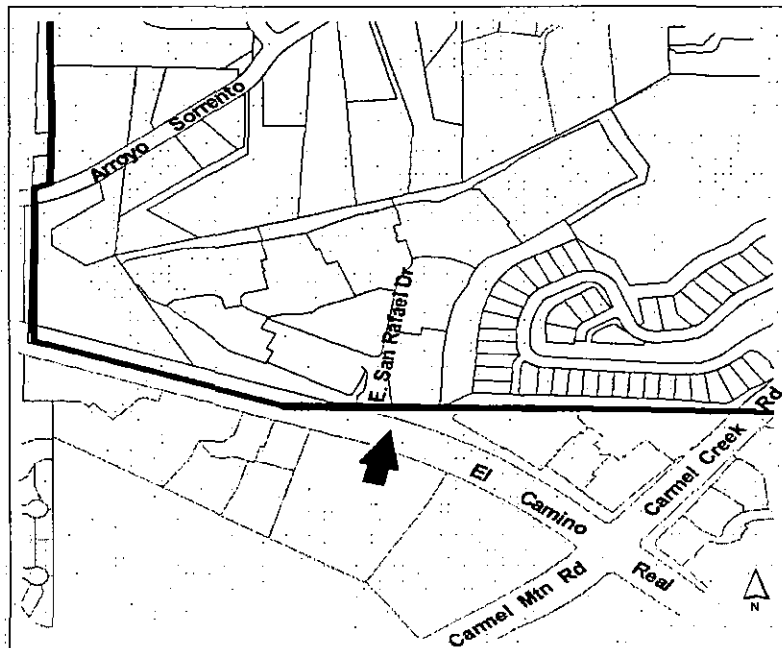 Arroyo Sorrento
E. San Rafael Dr
El Camino Real
Carmel Creek Rd
Carmel Mtn Rd
N